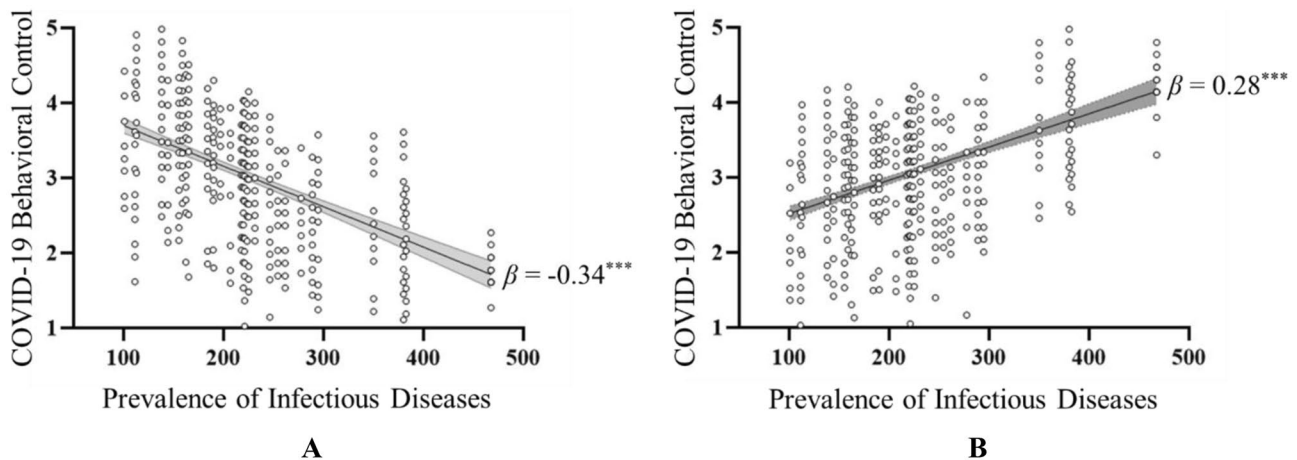 COVID-19 Behavioral Control
5
4
3
2
1
β = -0.34***
100 200 300 400 500
Prevalence of Infectious Diseases
A
COVID-19 Behavioral Control
5
4
3
2
1
β = 0.28***
100 200 300 400 500
Prevalence of Infectious Diseases
B